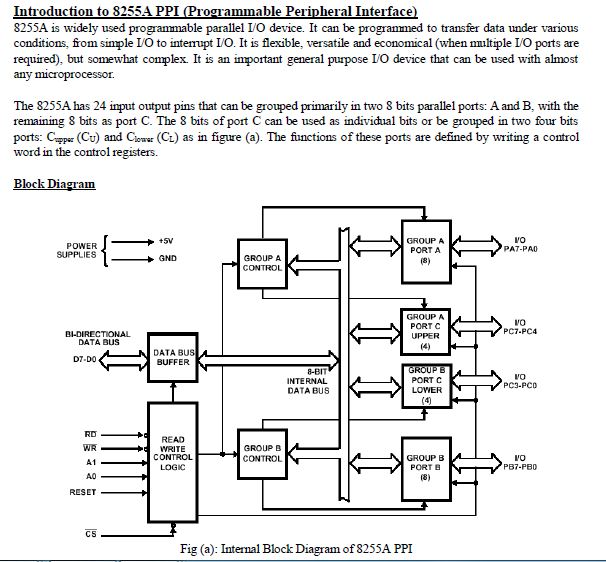 Introduction to 8255A PPI (Programmable Peripheral Interface)
8255A is widely used programmable parallel I/O device. It can be programmed to transfer data under various
conditions, from simple I/O to interrupt I/O. It is flexible, versatile and economical (when multiple I/O ports are
required), but somewhat complex. It is an important general purpose I/O device that can be used with almost
any microprocessor.
The 8255A has 24 input output pins that can be grouped primarily in two 8 bits parallel ports: A and B, with the
remaining 8 bits as port C. The 8 bits of port C can be used as individual bits or be grouped in two four bits
ports: Cupper (CU) and Clower (CL) as in figure (a). The functions of these ports are defined by writing a control
word in the control registers.
Block Diagram
POWER
SUPPLIES
+5V
GND
GROUP A
CONTROL
GROUP A
PORT A
(8)
I/O
PA7-PA0
GROUP A
PORT C
UPPER
(4)
I/O
PC7-PC4
BI-DIRECTIONAL
DATA BUS
D7-D0
DATA BUS
BUFFER
8-BIT
INTERNAL
DATA BUS
GROUP B
PORT C
LOWER
(4)
I/O
PC3-PC0
RD
WR
A1
A0
RESET
CS
READ
WRITE
CONTROL
LOGIC
GROUP B
CONTROL
GROUP B
PORT B
(8)
I/O
PB7-PB0
Fig (a): Internal Block Diagram of 8255A PPI